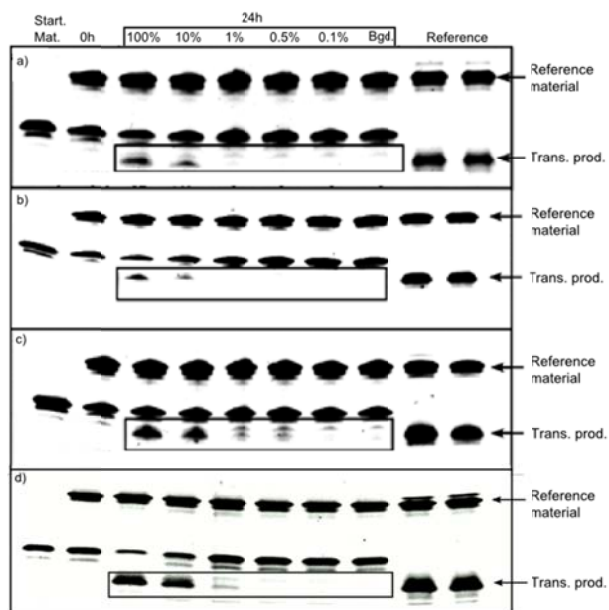 24h
Start.
Mat. 0h 100% 10% 1% 0.5% 0.1% Bgd. Reference
a)
Reference
material
Trans. prod.
b)
Reference
material
Trans. prod.
c)
Reference
material
Trans. prod.
d)
Reference
material
Trans. prod.